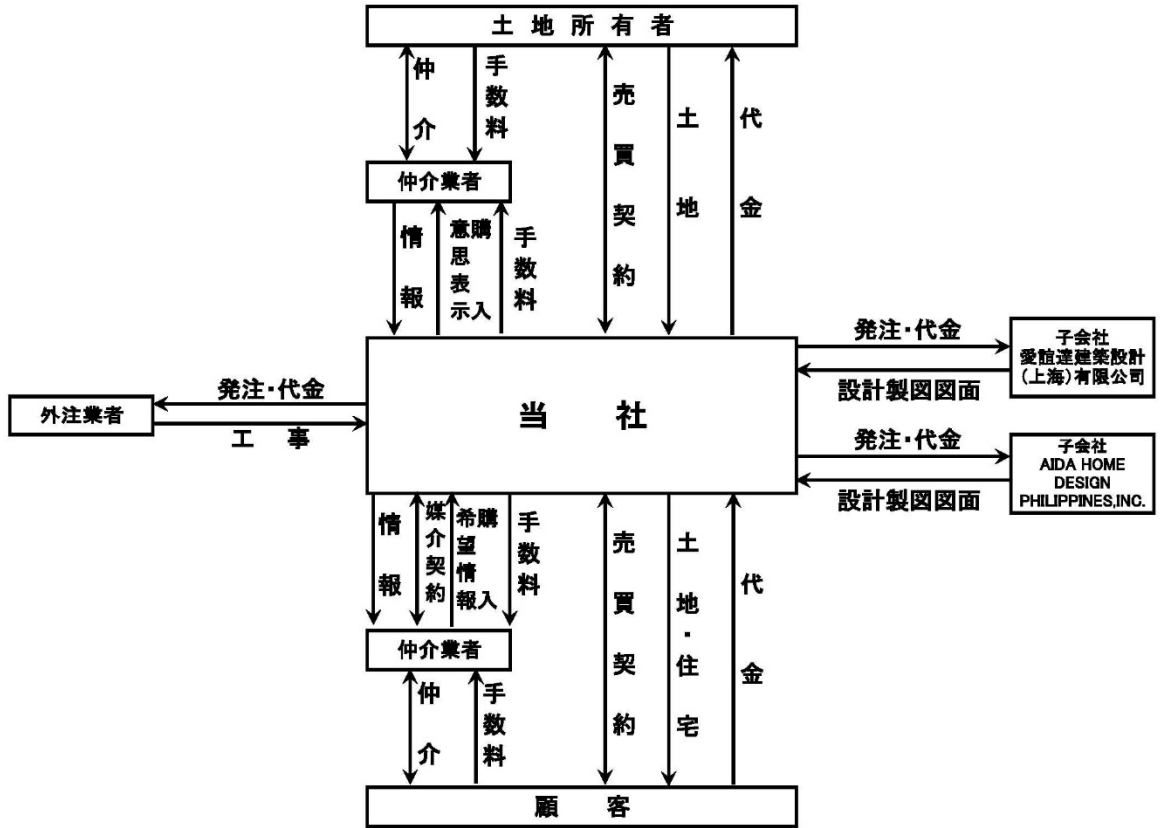 土地所有者
仲介
手数料
売買契約
土地
代金
仲介業者
情報
購入
意思表示
手数料
発注・代金
設計製図図面
子会社
愛誼達建築設計
(上海)有限公司
発注・代金
工事
外注業者
当社
発注・代金
設計製図図面
子会社
AIDA HOME
DESIGN
PHILIPPINES,INC.
情報
媒介契約
購入
希望情報
手数料
売買契約
土地・住宅
代金
仲介業者
仲介
手数料
顧客